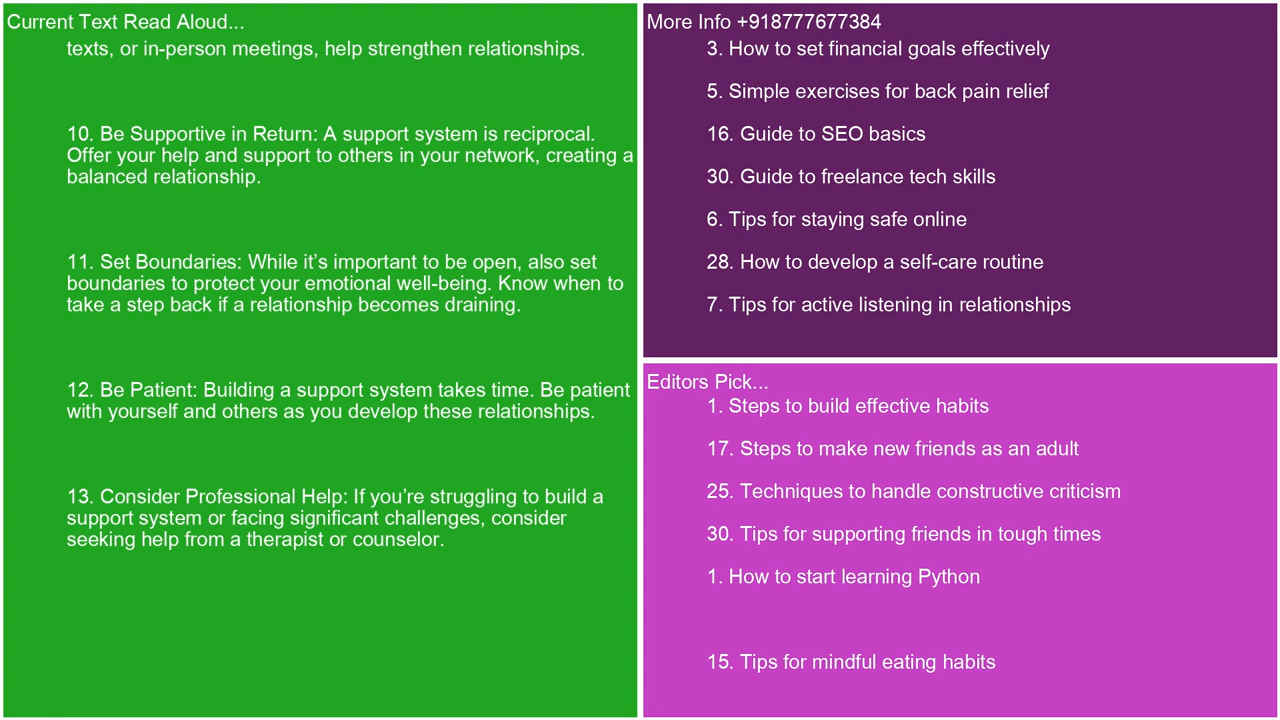 Current Text Read Aloud...
texts, or in-person meetings, help strengthen relationships.
10. Be Supportive in Return: A support system is reciprocal.
Offer your help and support to others in your network, creating a
balanced relationship.
11. Set Boundaries: While it’s important to be open, also set
boundaries to protect your emotional well-being. Know when to
take a step back if a relationship becomes draining.
12. Be Patient: Building a support system takes time. Be patient
with yourself and others as you develop these relationships.
13. Consider Professional Help: If you’re struggling to build a
support system or facing significant challenges, consider
seeking help from a therapist or counselor.
More Info +918777677384
3. How to set financial goals effectively
5. Simple exercises for back pain relief
16. Guide to SEO basics
30. Guide to freelance tech skills
6. Tips for staying safe online
28. How to develop a self-care routine
7. Tips for active listening in relationships
Editors Pick...
1. Steps to build effective habits
17. Steps to make new friends as an adult
25. Techniques to handle constructive criticism
30. Tips for supporting friends in tough times
1. How to start learning Python
15. Tips for mindful eating habits